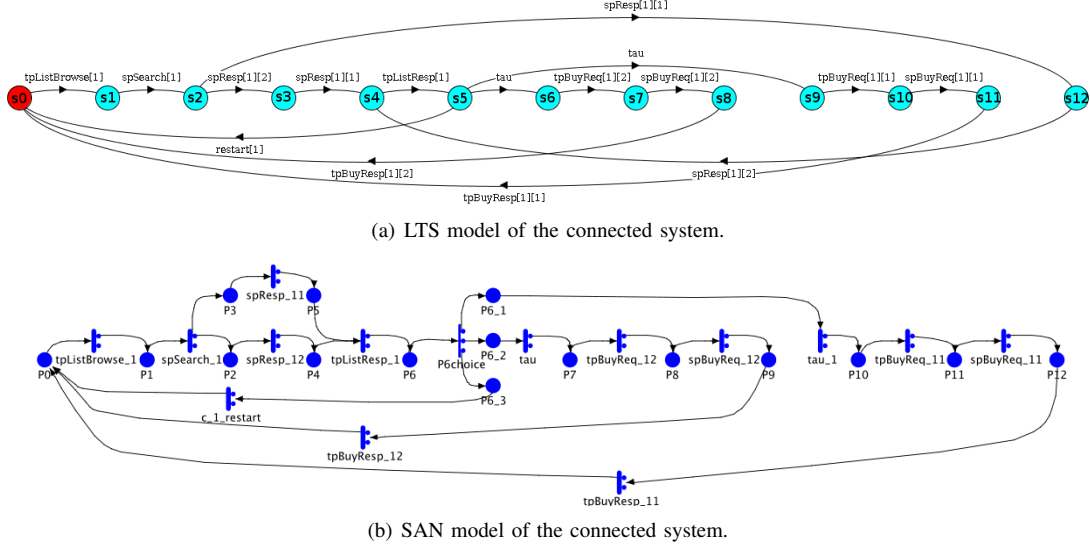 spResp[1][1]
tau
tpListBrowse[1] spSearch[1] spResp[1][2] spResp[1][1] tpListResp[1] tau tpBuyReq[1][2] spBuyReq[1][2] tpBuyReq[1][1] spBuyReq[1][1]
s0 s1 s2 s3 s4 s5 s6 s7 s8 s9 s10 s11 s12
restart[1]
tpBuyResp[1][2] spResp[1][2]
tpBuyResp[1][1]
(a) LTS model of the connected system.
spResp_11
P3 P5 P6_1
tpListBrowse_1 spSearch_1 spResp_12 tpListResp_1 P6choice P6_2 tau tpBuyReq_12 spBuyReq_12 tau_1 tpBuyReq_11 spBuyReq_11
P0 P1 P2 P4 P6 P7 P8 P9 P10 P11 P12
P6_3
c_1_restart
tpBuyResp_12
tpBuyResp_11
(b) SAN model of the connected system.